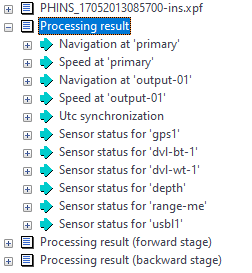 PHINS_17052013085700-ins.xpf
Processing result
Navigation at 'primary'
Speed at 'primary'
Navigation at 'output-01'
Speed at 'output-01'
Utc synchronization
Sensor status for 'gps1'
Sensor status for 'dvl-bt-1'
Sensor status for 'dvl-wt-1'
Sensor status for 'depth'
Sensor status for 'range-me'
Sensor status for 'usbl1'
Processing result (forward stage)
Processing result (backward stage)